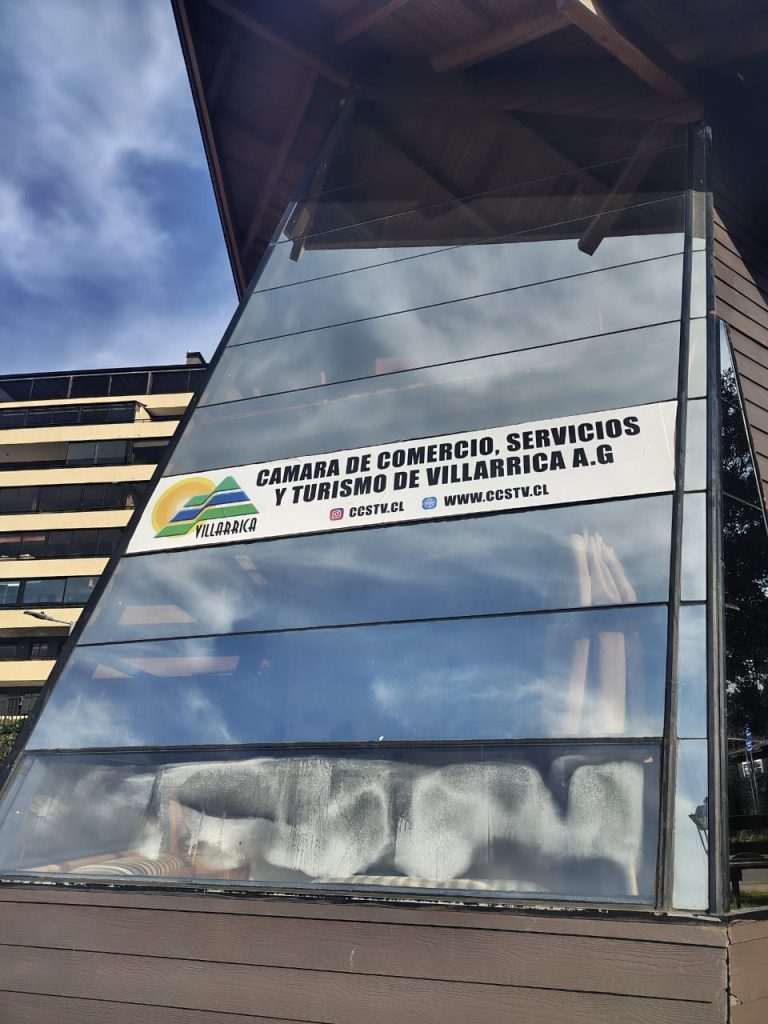 CAMARA DE COMERCIO, SERVICIOS
Y TURISMO DE VILLARRICA A.G
CCSTV.CL WWW.CCSTV.CL
VILLARRICA